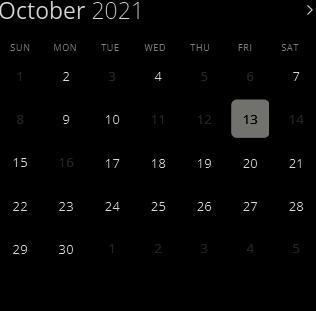 October 2021
SUN MON TUE WED THU FRI SAT
1 2 3 4 5 6 7
8 9 10 11 12 13 14
15 16 17 18 19 20 21
22 23 24 25 26 27 28
29 30 1 2 3 4 5